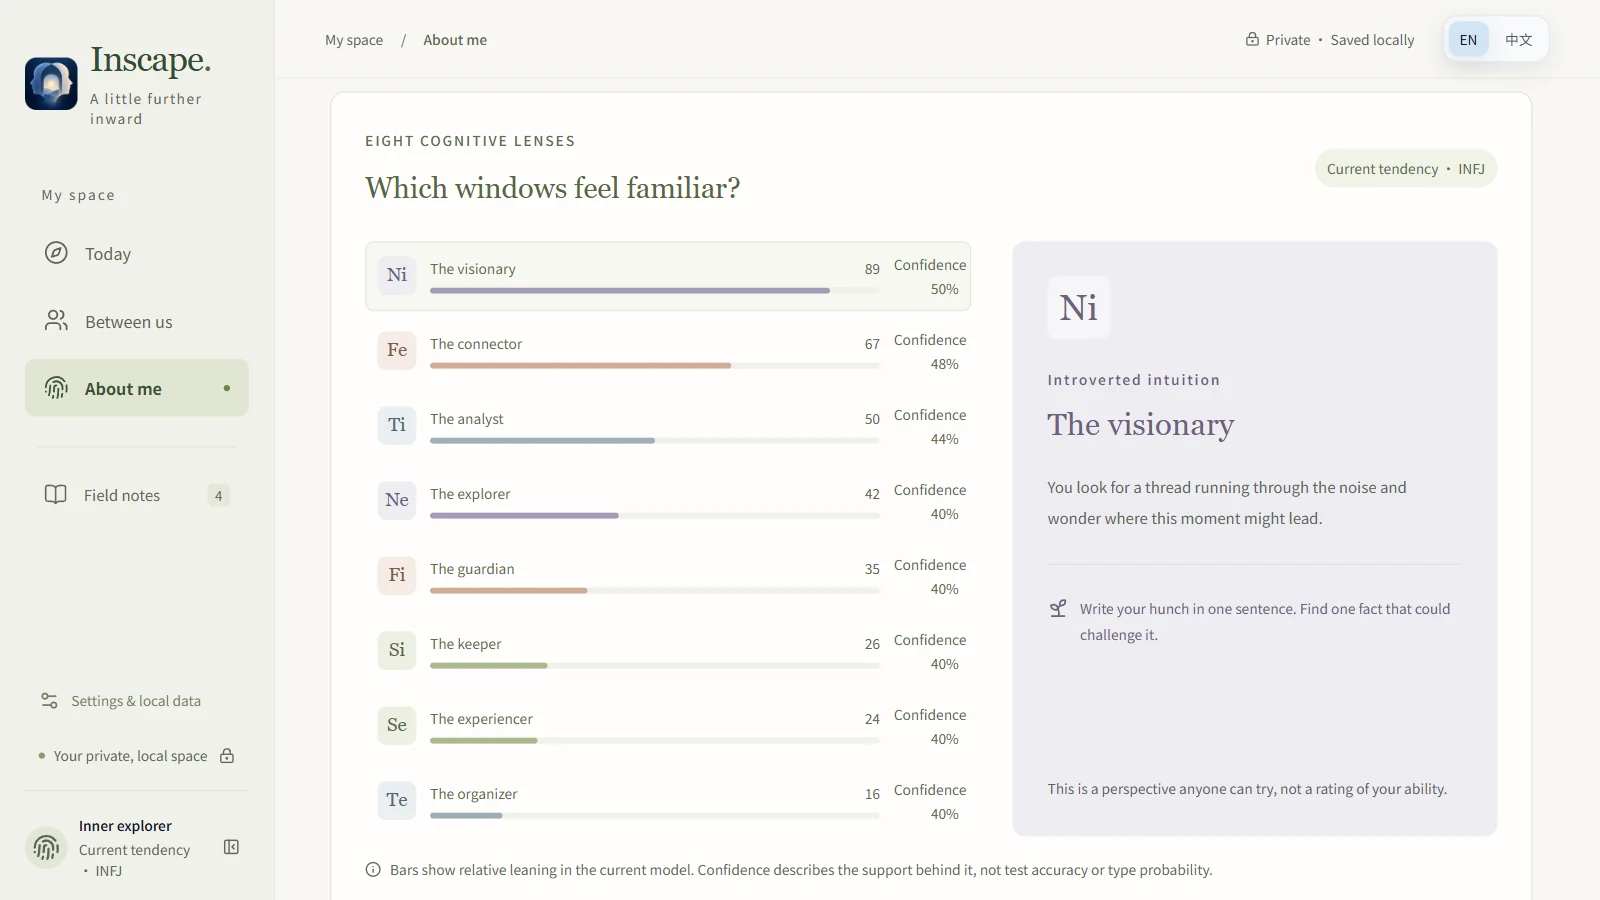 Inscape.
A little further
inward
My space
Today
Between us
About me
Field notes
4
Settings & local data
Your private, local space
Inner explorer
Current tendency
• INFJ
My space / About me
Private • Saved locally
EN
中文
EIGHT COGNITIVE LENSES
Which windows feel familiar?
Current tendency • INFJ
Ni
The visionary
89
Confidence
50%
Fe
The connector
67
Confidence
48%
Ti
The analyst
50
Confidence
44%
Ne
The explorer
42
Confidence
40%
Fi
The guardian
35
Confidence
40%
Si
The keeper
26
Confidence
40%
Se
The experiencer
24
Confidence
40%
Te
The organizer
16
Confidence
40%
Ni
Introverted intuition
The visionary
You look for a thread running through the noise and
wonder where this moment might lead.
Write your hunch in one sentence. Find one fact that could
challenge it.
This is a perspective anyone can try, not a rating of your ability.
Bars show relative leaning in the current model. Confidence describes the support behind it, not test accuracy or type probability.